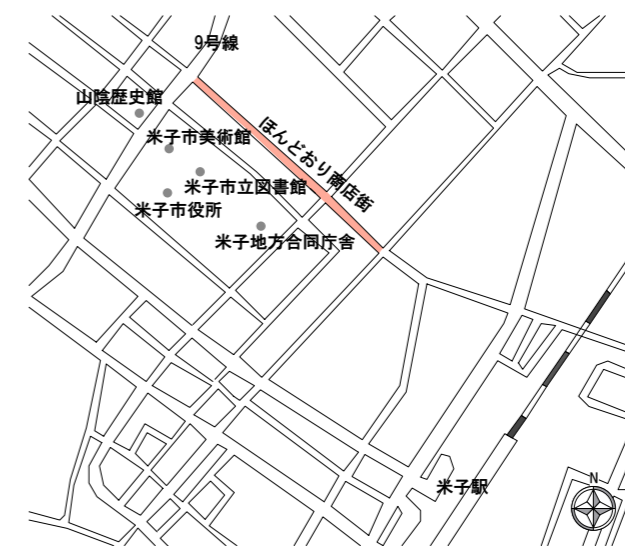 9号線
山陰歴史館
米子市美術館
ほんどおり商店街
米子市立図書館
米子市役所
米子地方合同庁舎
米子駅
N